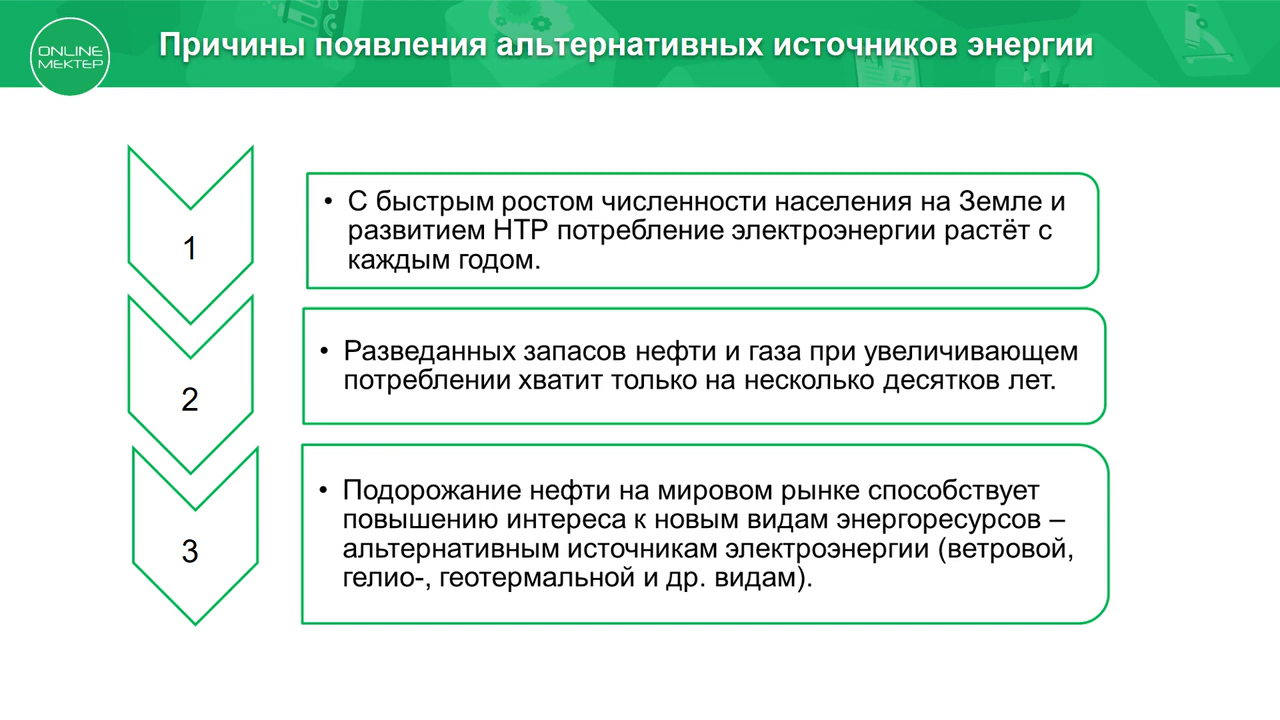 ONLINE
МЕКТЕР
Причины появления альтернативных источников энергии
1
• С быстрым ростом численности населения на Земле и
развитием НТР потребление электроэнергии растёт с
каждым годом.
2
• Разведанных запасов нефти и газа при увеличивающем
потреблении хватит только на несколько десятков лет.
3
• Подорожание нефти на мировом рынке способствует
повышению интереса к новым видам энергоресурсов –
альтернативным источникам электроэнергии (ветровой,
гелио-, геотермальной и др. видам).